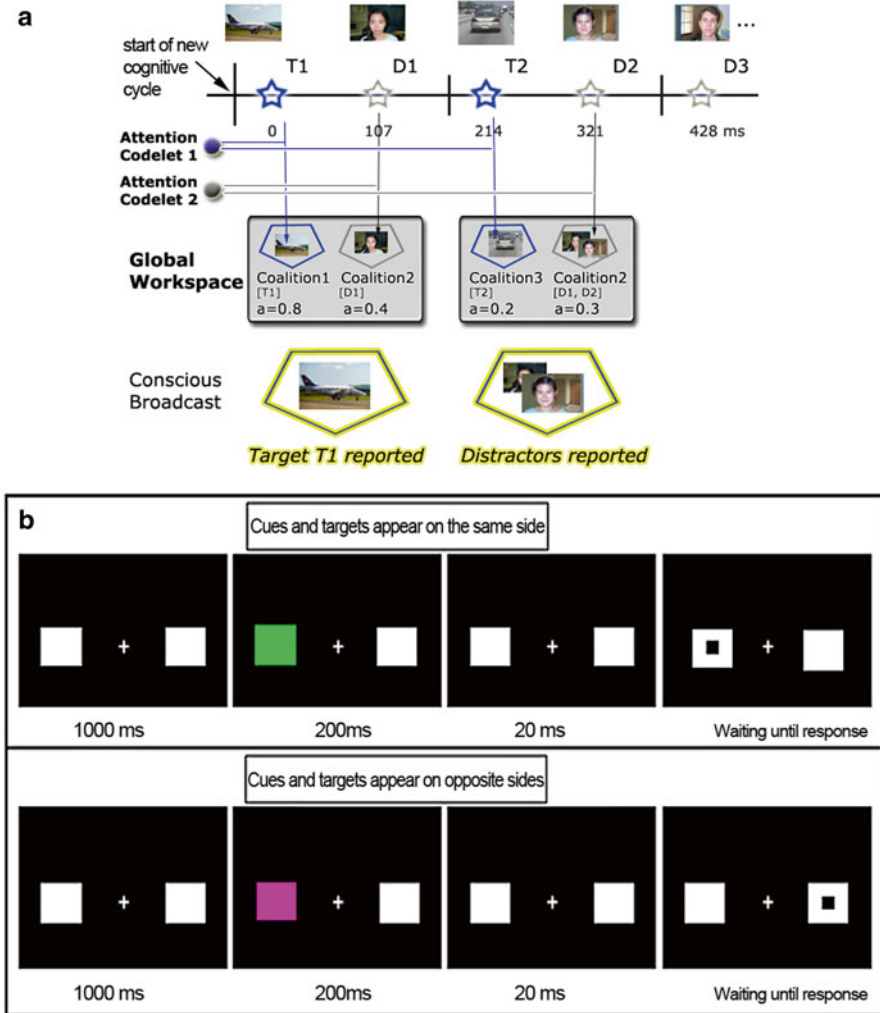 a
start of new
cognitive
cycle
T1 D1 T2 D2 D3 ...
0 107 214 321 428 ms
Attention
Codelet 1
Attention
Codelet 2
Global
Workspace
Coalition1 Coalition2
[T1] [D1]
a=0.8 a=0.4
Coalition3 Coalition2
[T2] [D1, D2]
a=0.2 a=0.3
Conscious
Broadcast
Target T1 reported Distractors reported
b
Cues and targets appear on the same side
1000 ms 200ms 20 ms Waiting until response
Cues and targets appear on opposite sides
1000 ms 200ms 20 ms Waiting until response